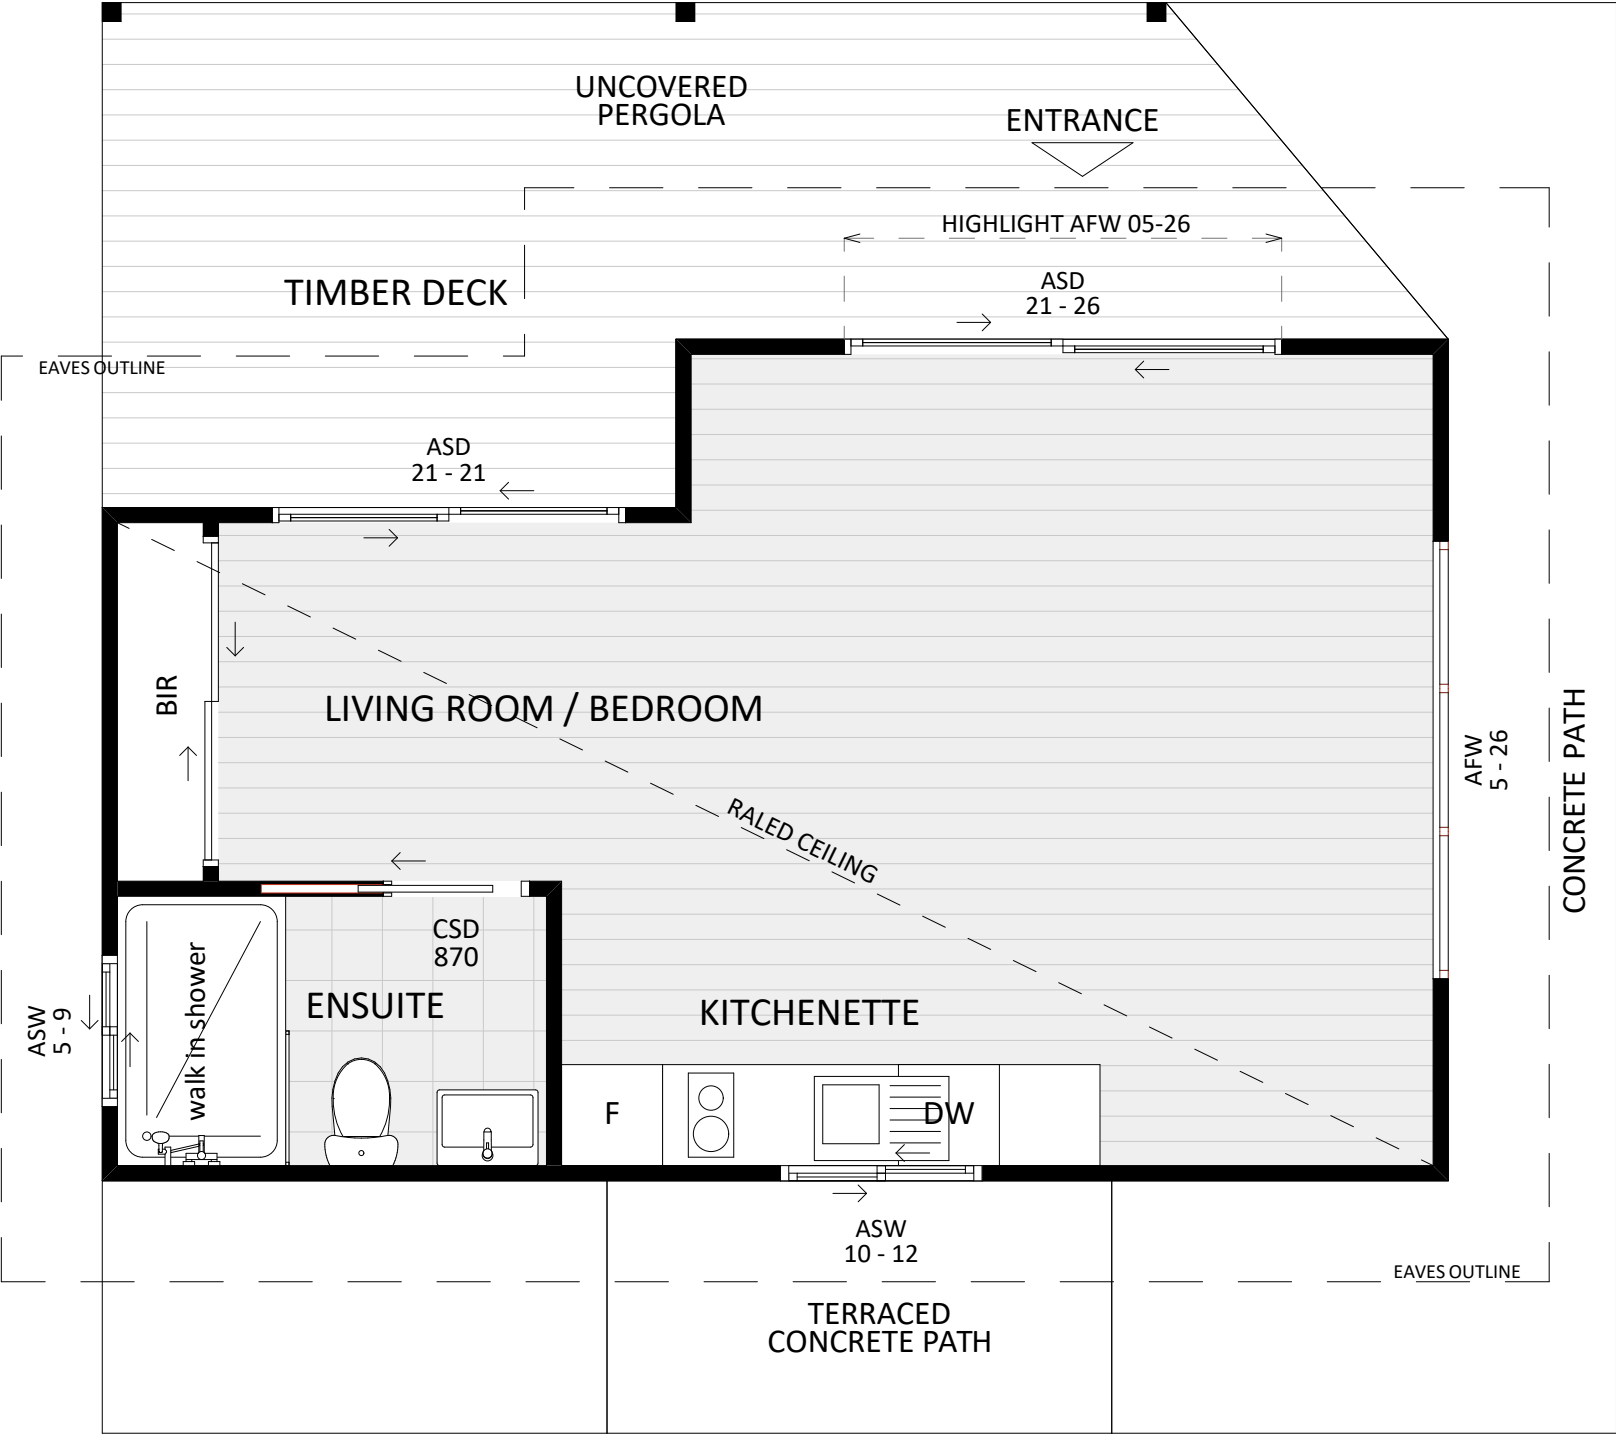 UNCOVERED
PERGOLA
ENTRANCE
HIGHLIGHT AFW 05-26
TIMBER DECK
ASD
21 - 26
EAVES OUTLINE
ASD
21 - 21
BIR
LIVING ROOM / BEDROOM
AFW
5 - 26
CONCRETE PATH
RALED CEILING
CSD
870
walk in shower
ENSUITE
KITCHENETTE
ASW
5 - 9
F
DW
ASW
10 - 12
EAVES OUTLINE
TERRACED
CONCRETE PATH